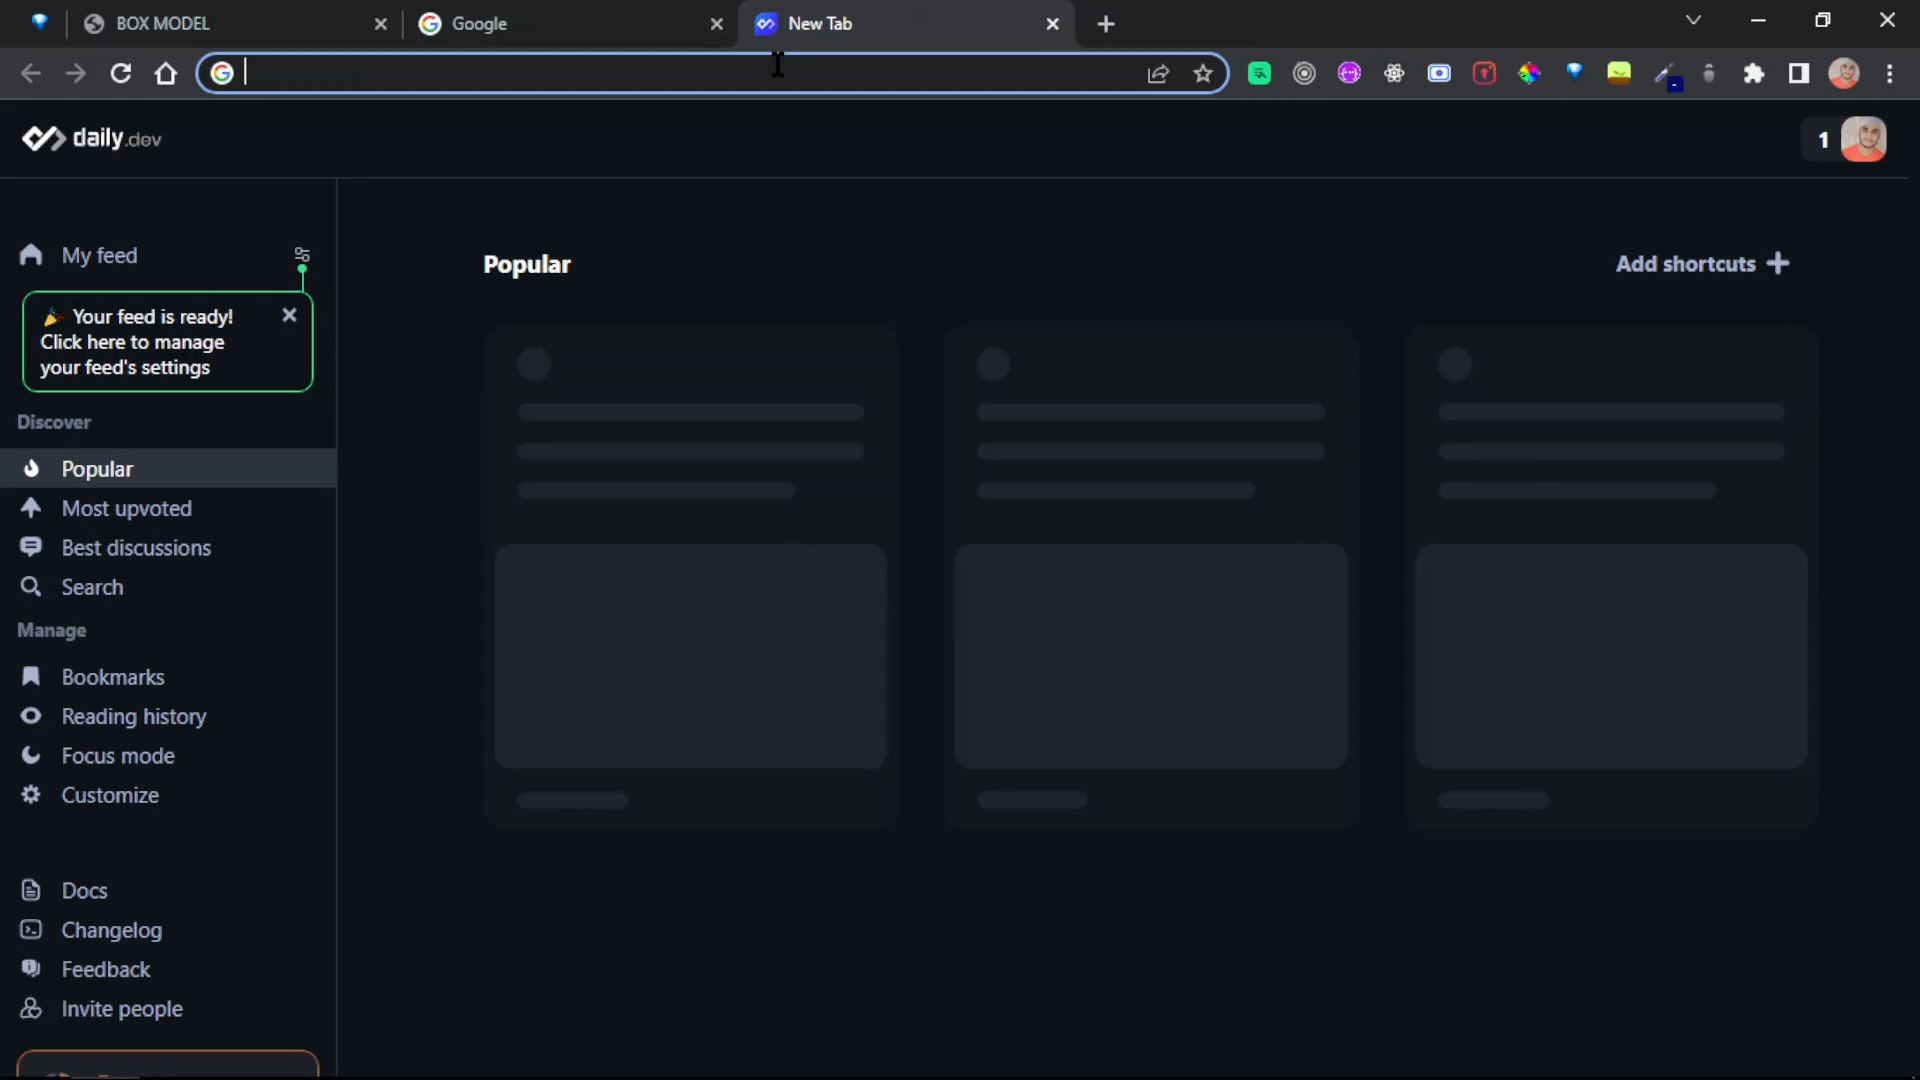 BOX MODEL
Google
New Tab
daily.dev
1
My feed
Your feed is ready!
Click here to manage
your feed's settings
Discover
Popular
Most upvoted
Best discussions
Search
Manage
Bookmarks
Reading history
Focus mode
Customize
Docs
Changelog
Feedback
Invite people
Popular
Add shortcuts